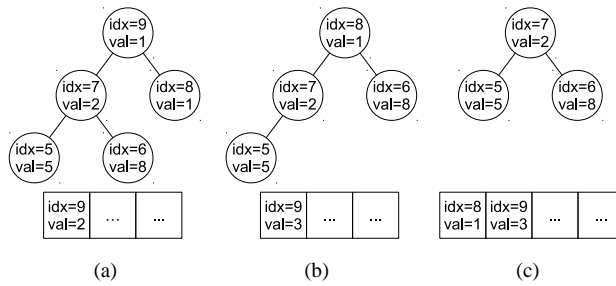 idx=9
val=1
idx=7
val=2
idx=8
val=1
idx=5
val=5
idx=6
val=8
idx=9
val=2
...
...
(a)
idx=8
val=1
idx=7
val=2
idx=6
val=8
idx=5
val=5
idx=9
val=3
...
...
(b)
idx=7
val=2
idx=5
val=5
idx=6
val=8
idx=8
val=1
idx=9
val=3
...
...
(c)